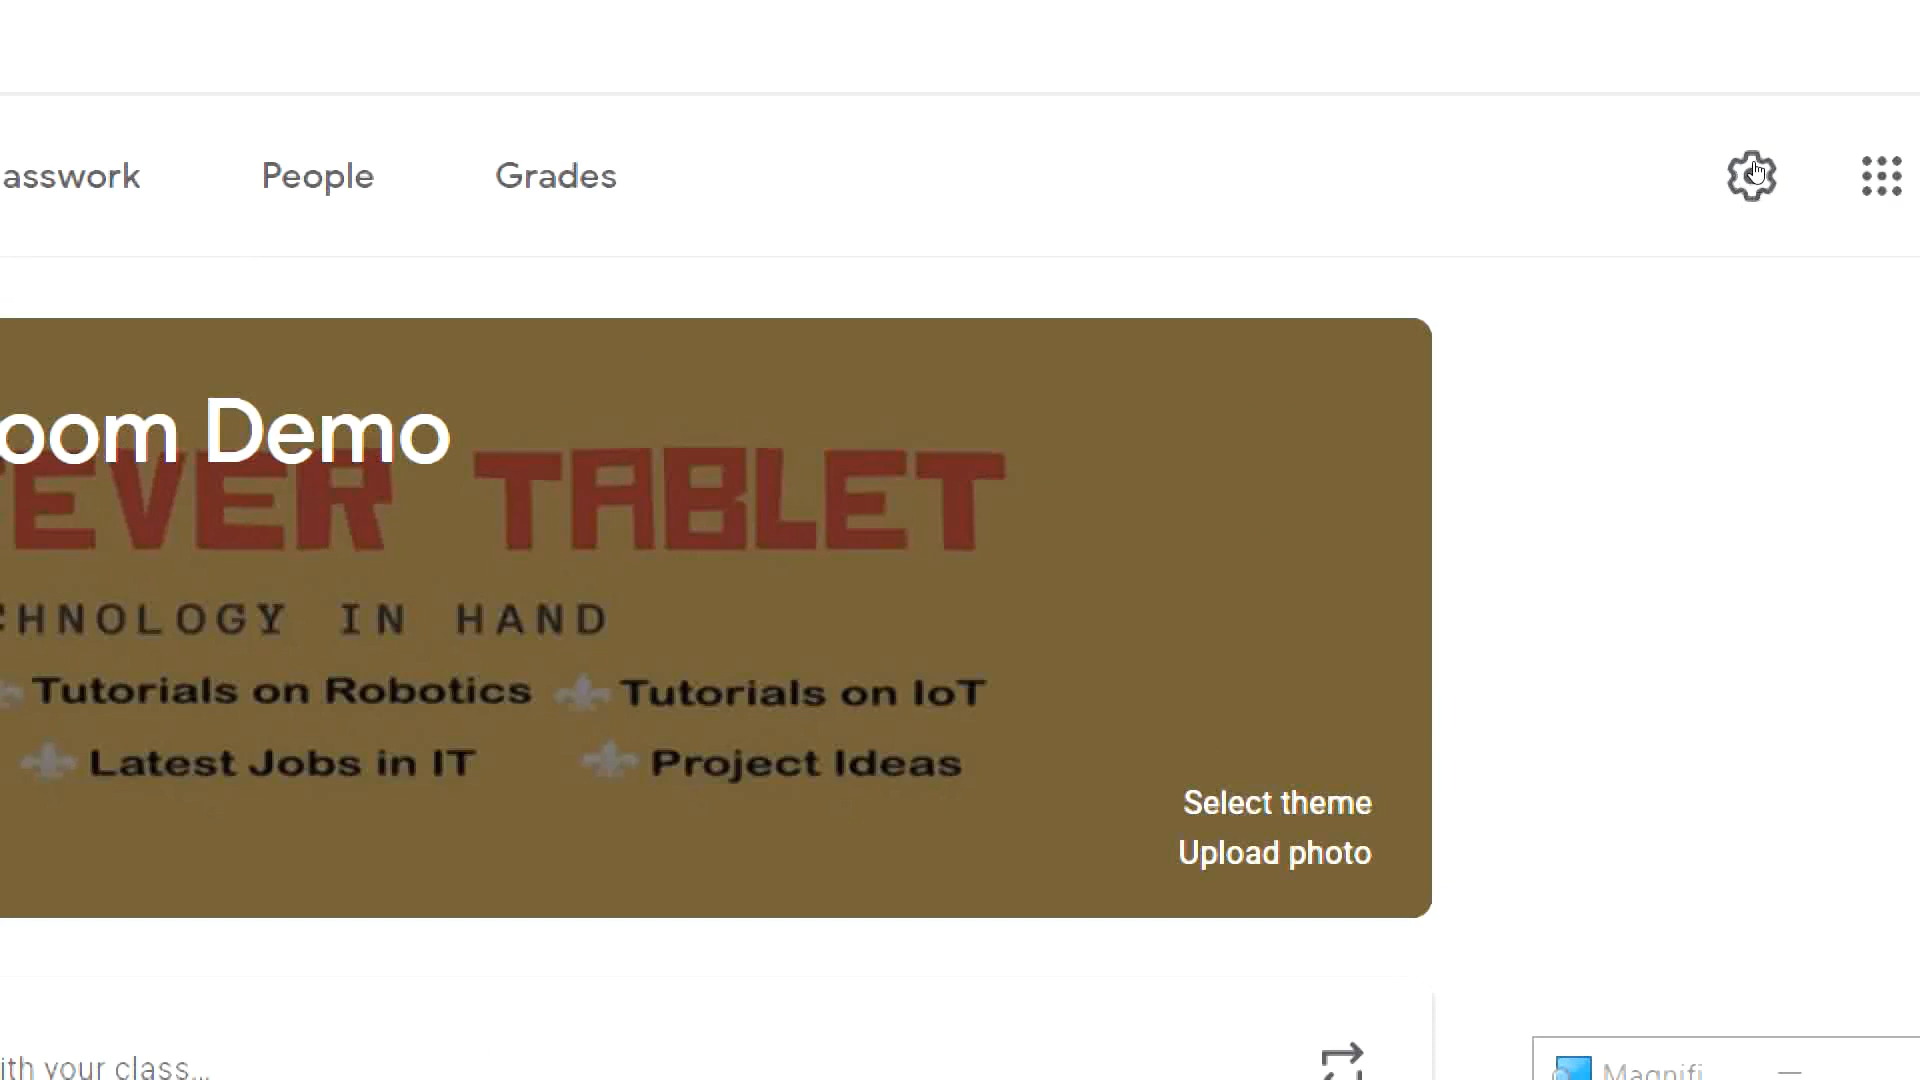 asswork People Grades
oom Demo
EVER TABLET
CHNOLOGY IN HAND
Tutorials on Robotics Tutorials on IoT
Latest Jobs in IT Project Ideas
Select theme
Upload photo
ith your class...
Magnifi